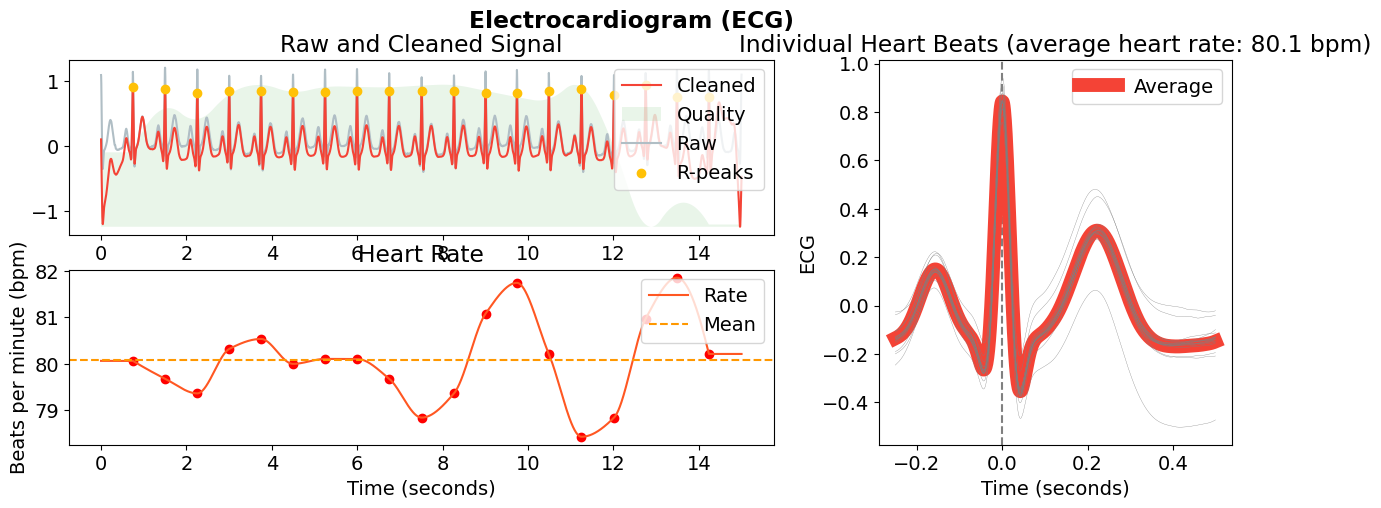 Electrocardiogram (ECG)
Raw and Cleaned Signal
1
0
−1
Cleaned
Quality
Raw
R-peaks
0 2 4 6 8 10 12 14
Heart Rate
Beats per minute (bpm)
82
81
80
79
Rate
Mean
0 2 4 6 8 10 12 14
Time (seconds)
Individual Heart Beats (average heart rate: 80.1 bpm)
ECG
1.0
0.8
0.6
0.4
0.2
0.0
−0.2
−0.4
Average
−0.2 0.0 0.2 0.4
Time (seconds)